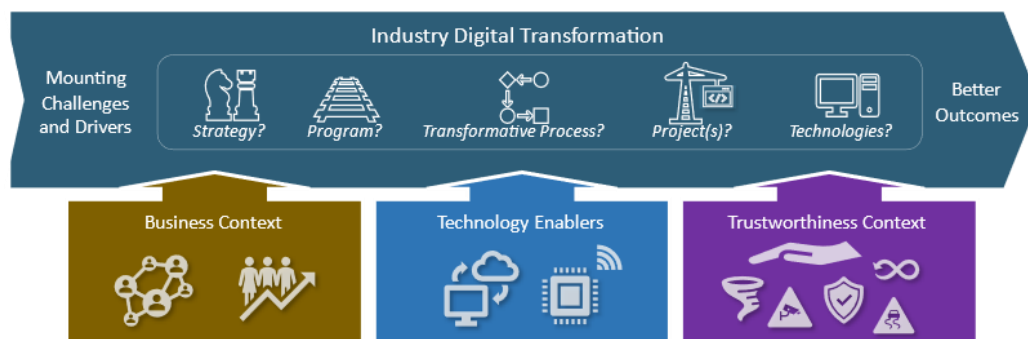 Industry Digital Transformation
Mounting
Challenges
and Drivers
Strategy?
Program?
Transformative Process?
Project(s)?
</>
Technologies?
Better
Outcomes
Business Context
Technology Enablers
Trustworthiness Context